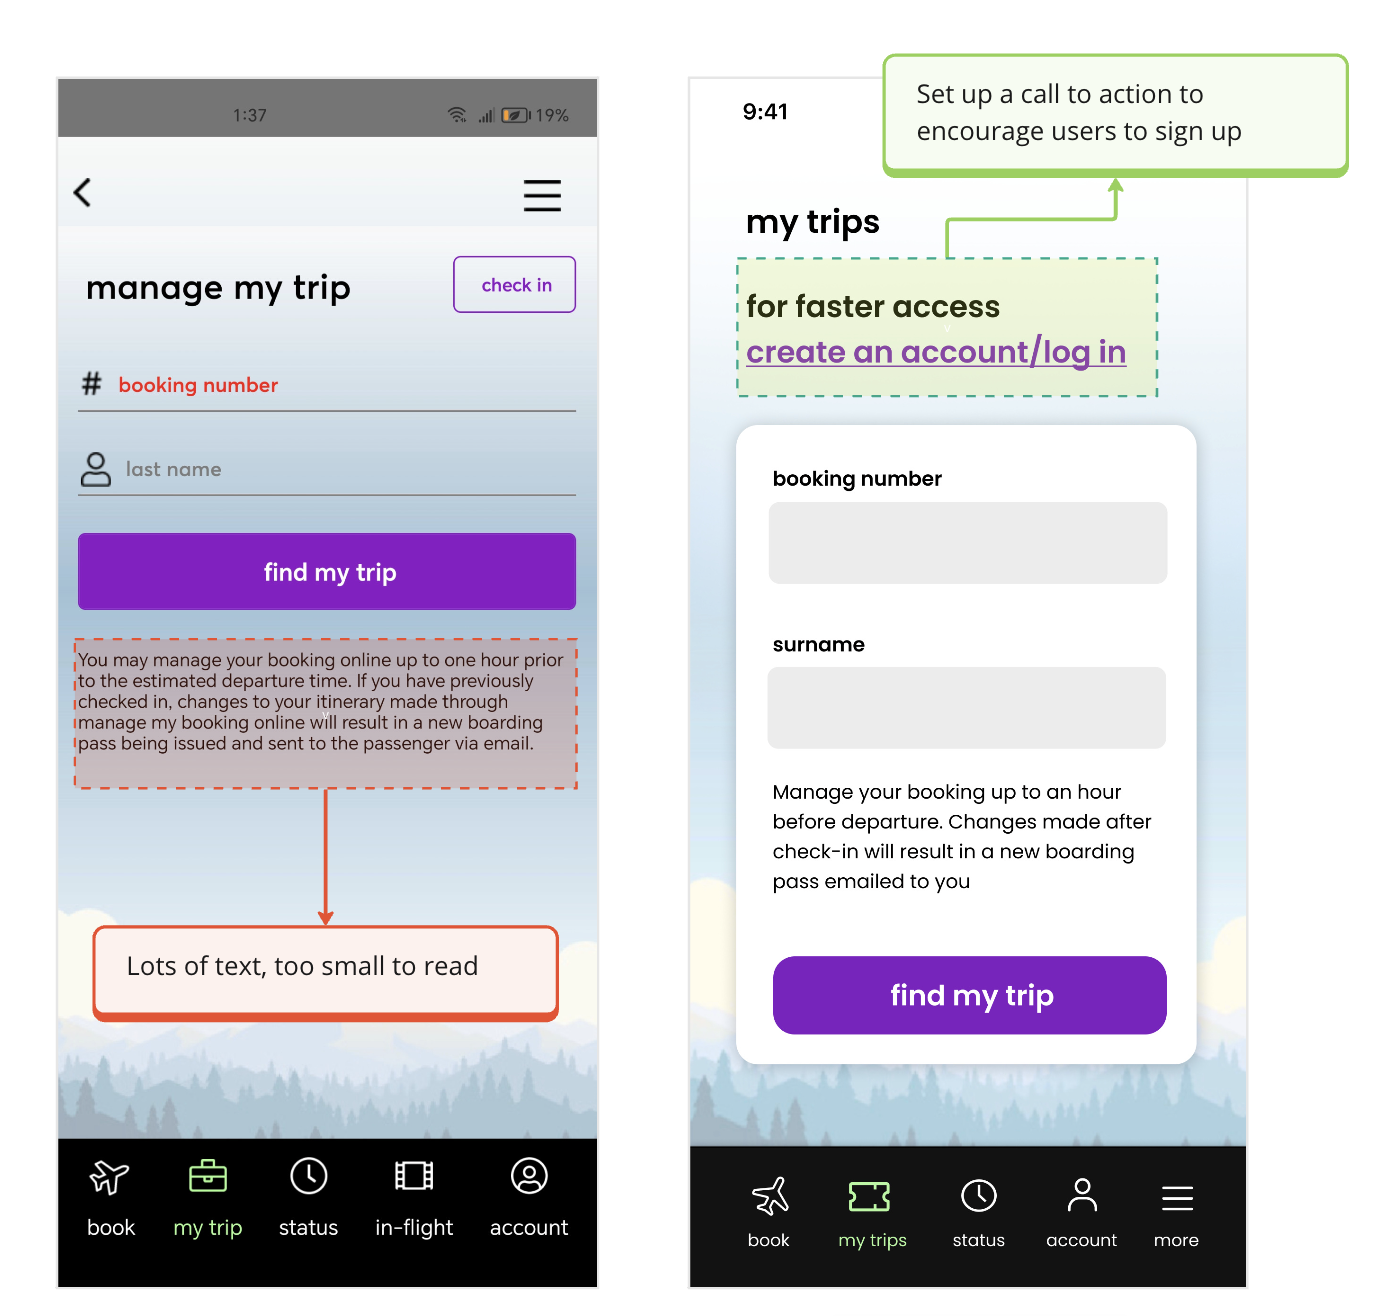 1:37
19%
manage my trip
check in
# booking number
last name
find my trip
You may manage your booking online up to one hour prior
to the estimated departure time. If you have previously
checked in, changes to your itinerary made through
manage my booking online will result in a new boarding
pass being issued and sent to the passenger via email.
v
Lots of text, too small to read
book
my trip
status
in-flight
account
9:41
Set up a call to action to
encourage users to sign up
my trips
for faster access
v
create an account/log in
booking number
surname
Manage your booking up to an hour
before departure. Changes made after
check-in will result in a new boarding
pass emailed to you
find my trip
book
my trips
status
account
more